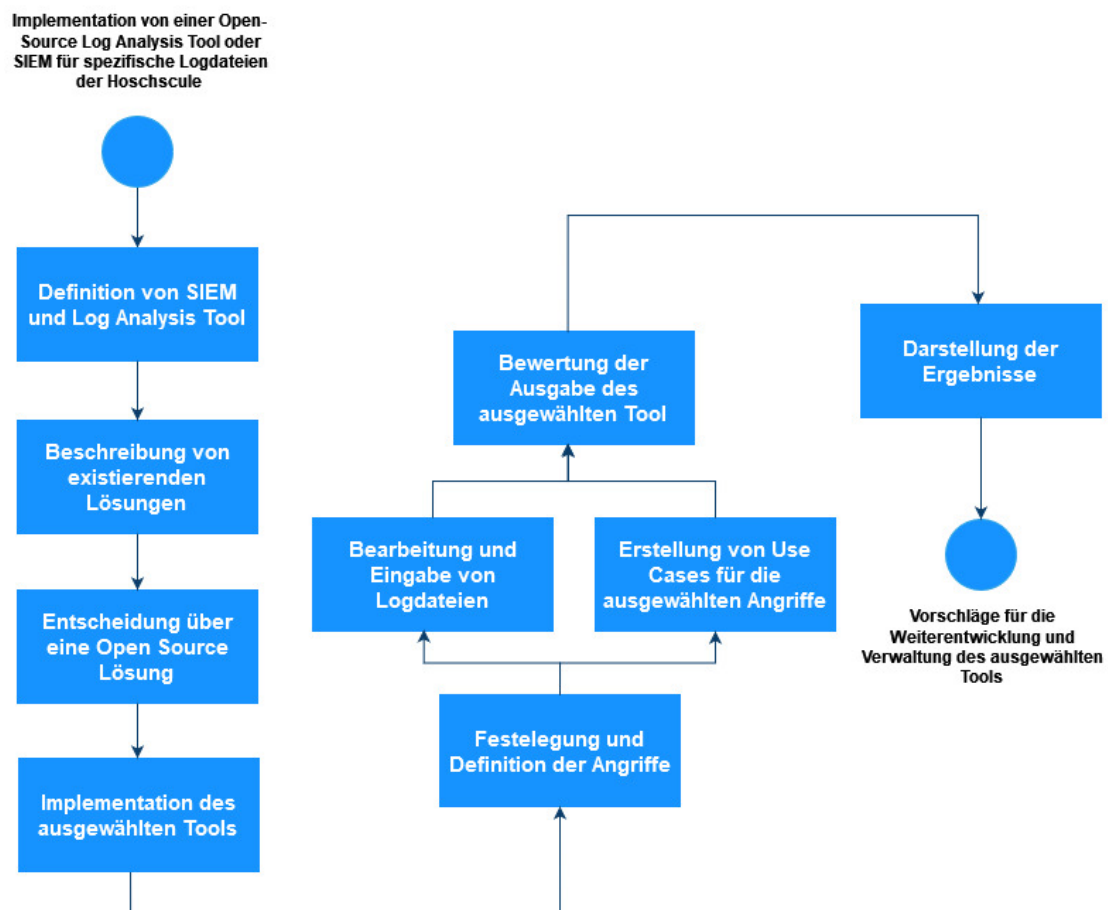 Implementation von einer Open-
Source Log Analysis Tool oder
SIEM für spezifische Logdateien
der Hoschscule
Definition von SIEM
und Log Analysis Tool
Beschreibung von
existierenden
Lösungen
Entscheidung über
eine Open Source
Lösung
Implementation des
ausgewählten Tools
Festelegung und
Definition der Angriffe
Bearbeitung und
Eingabe von
Logdateien
Erstellung von Use
Cases für die
ausgewählten Angriffe
Bewertung der
Ausgabe des
ausgewählten Tool
Darstellung der
Ergebnisse
Vorschläge für die
Weiterentwicklung und
Verwaltung des ausgewählten
Tools